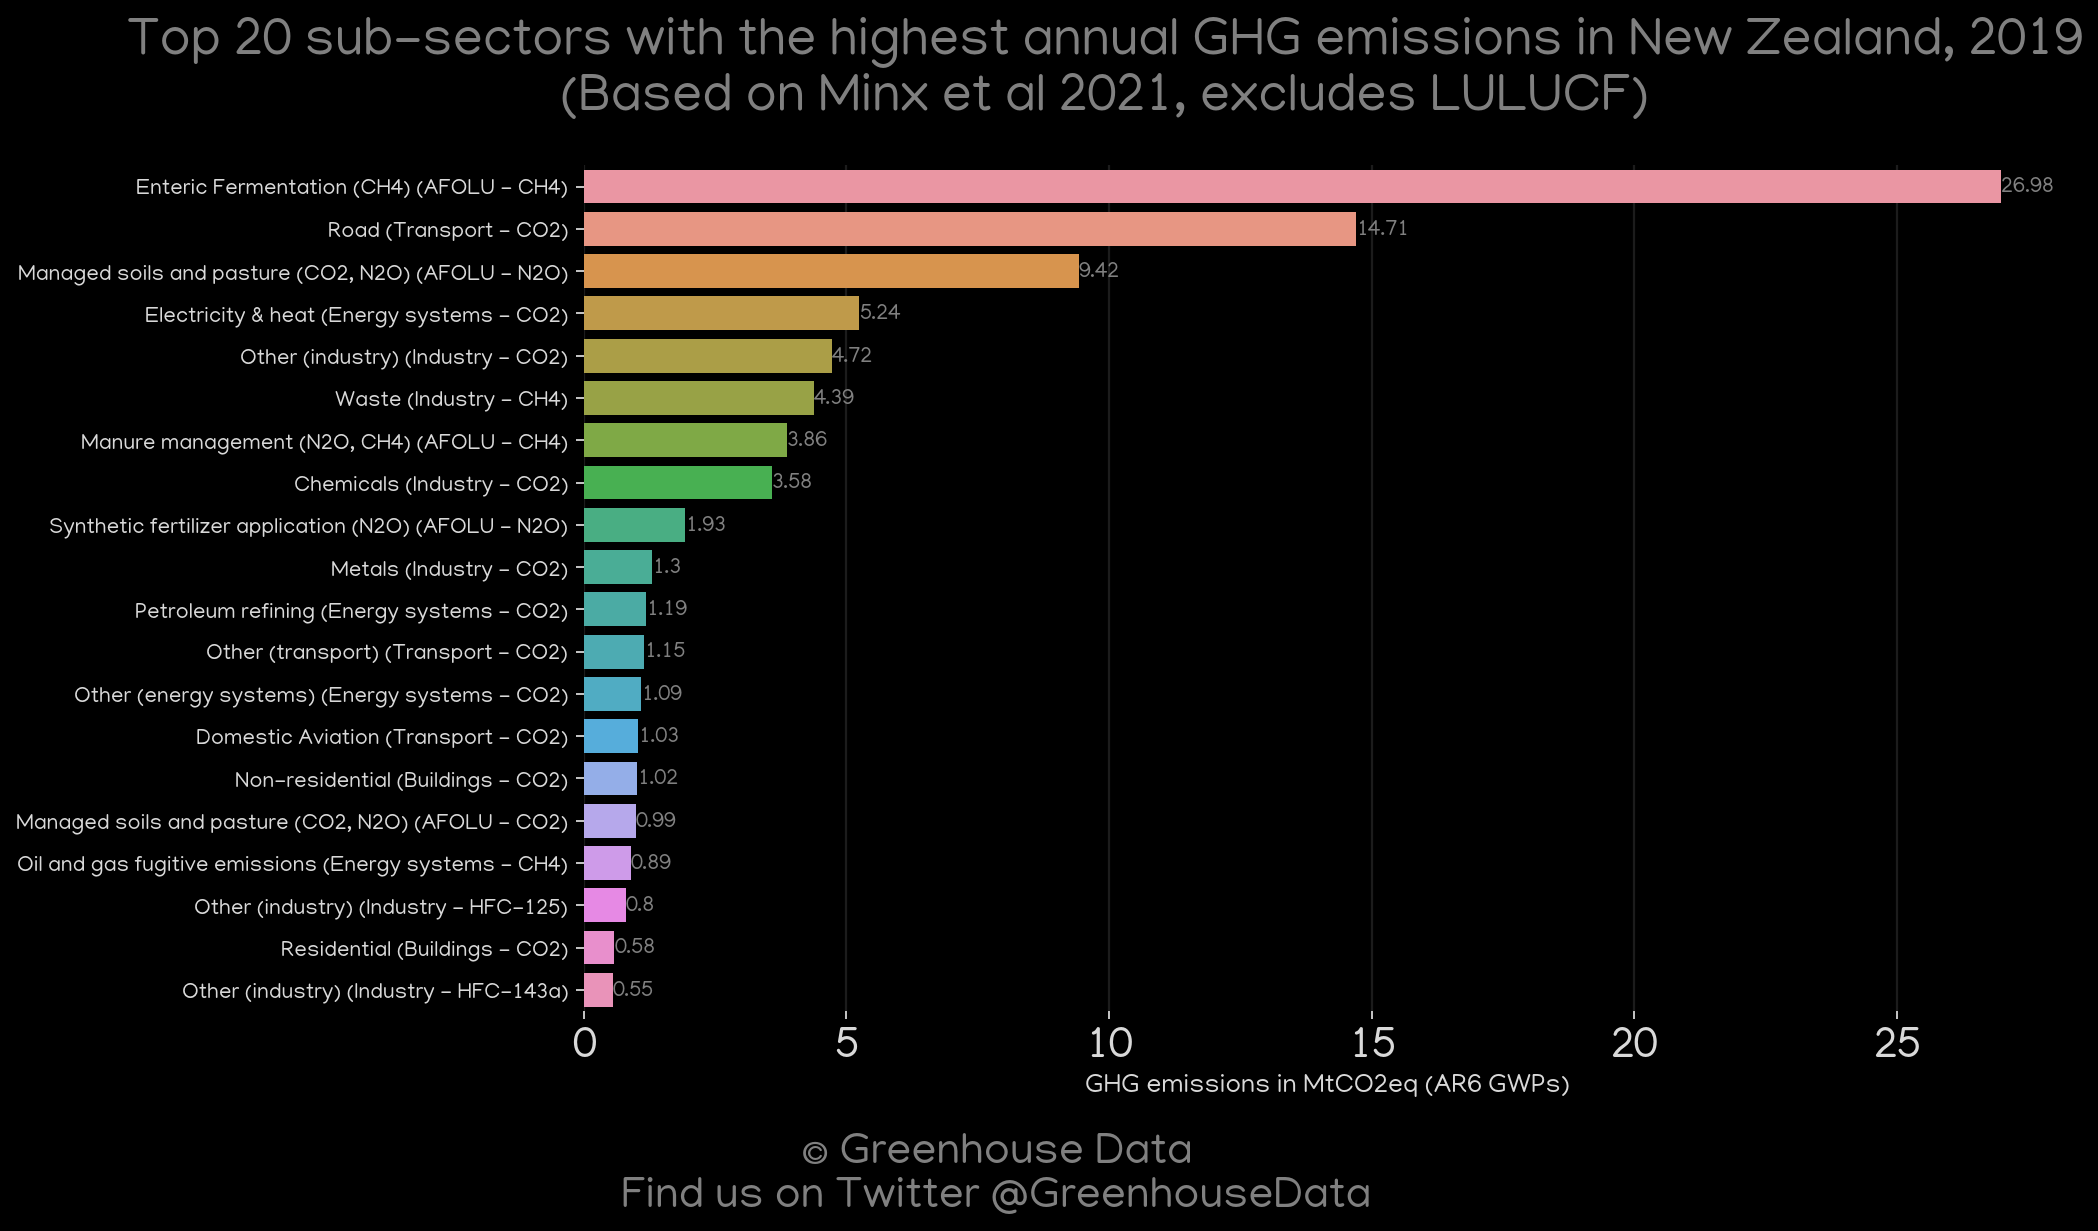 Top 20 sub-sectors with the highest annual GHG emissions in New Zealand, 2019
(Based on Minx et al 2021, excludes LULUCF)
Enteric Fermentation (CH4) (AFOLU - CH4) 26.98
Road (Transport - CO2) 14.71
Managed soils and pasture (CO2, N2O) (AFOLU - N2O) 9.42
Electricity & heat (Energy systems - CO2) 5.24
Other (industry) (Industry - CO2) 4.72
Waste (Industry - CH4) 4.39
Manure management (N2O, CH4) (AFOLU - CH4) 3.86
Chemicals (Industry - CO2) 3.58
Synthetic fertilizer application (N2O) (AFOLU - N2O) 1.93
Metals (Industry - CO2) 1.3
Petroleum refining (Energy systems - CO2) 1.19
Other (transport) (Transport - CO2) 1.15
Other (energy systems) (Energy systems - CO2) 1.09
Domestic Aviation (Transport - CO2) 1.03
Non-residential (Buildings - CO2) 1.02
Managed soils and pasture (CO2, N2O) (AFOLU - CO2) 0.99
Oil and gas fugitive emissions (Energy systems - CH4) 0.89
Other (industry) (Industry - HFC-125) 0.8
Residential (Buildings - CO2) 0.58
Other (industry) (Industry - HFC-143a) 0.55
0 5 10 15 20 25
GHG emissions in MtCO2eq (AR6 GWPs)
© Greenhouse Data
Find us on Twitter @GreenhouseData